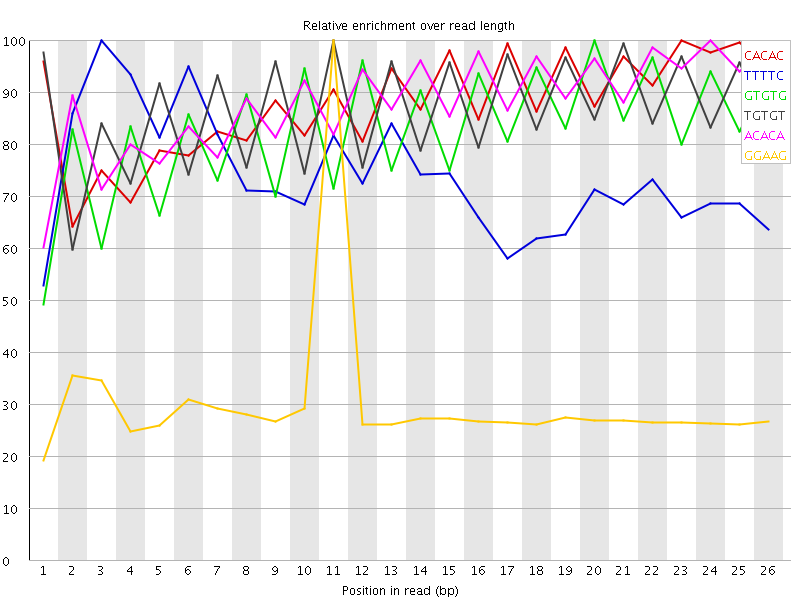 Relative enrichment over read length
100
90
80
70
60
50
40
30
20
10
0
CACAC
TTTTC
GTGTG
TGTGT
ACACA
GGAAG
1 2 3 4 5 6 7 8 9 10 11 12 13 14 15 16 17 18 19 20 21 22 23 24 25 26
Position in read (bp)